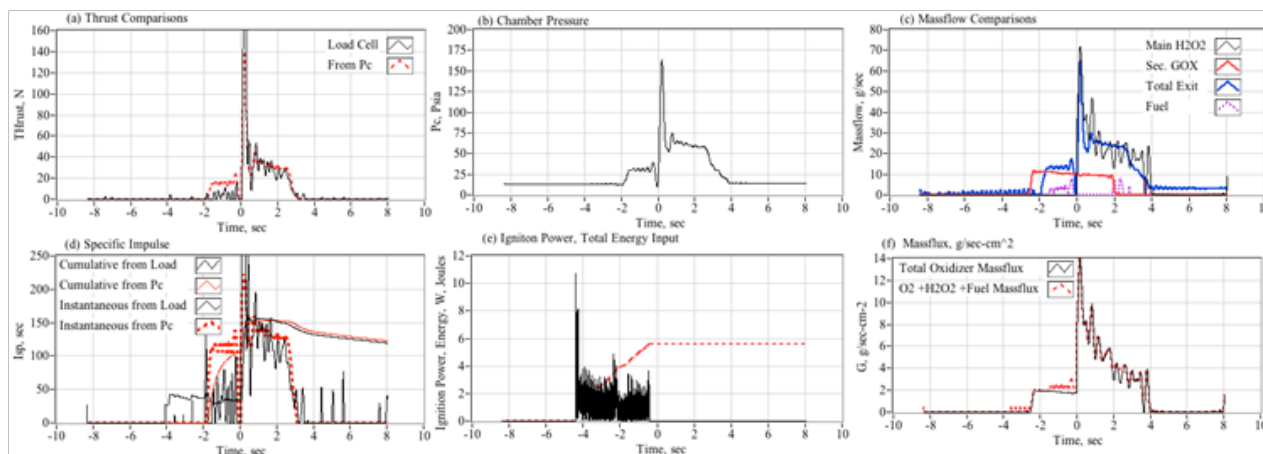 (a) Thrust Comparisons
160
140
120
100
80
60
40
20
0
THrust, N
Load Cell
From Pc
-10 -8 -6 -4 -2 0 2 4 6 8 10
Time, sec
(b) Chamber Pressure
200
175
150
125
100
75
50
25
0
Pc, Psia
-10 -8 -6 -4 -2 0 2 4 6 8 10
Time, sec
(c) Massflow Comparisons
80
70
60
50
40
30
20
10
0
Massflow, g/sec
Main H2O2
Sec. GOX
Total Exit
Fuel
-10 -8 -6 -4 -2 0 2 4 6 8 10
Time, sec
(d) Specific Impulse
250
200
150
100
50
0
Isp, sec
Cumulative from Load
Cumulative from Pc
Instantaneous from Load
Instantaneous from Pc
-10 -8 -6 -4 -2 0 2 4 6 8 10
Time, sec
(e) Igniton Power, Total Energy Input
12
10
8
6
4
2
0
Ignition Power, Energy. W, Joules
-10 -8 -6 -4 -2 0 2 4 6 8 10
Time, sec
(f) Massflux, g/sec-cm^2
14
12
10
8
6
4
2
0
G, g/sec-cm-2
Total Oxidizer Massflux
O2 +H2O2 +Fuel Massflux
-10 -8 -6 -4 -2 0 2 4 6 8 10
Time, sec